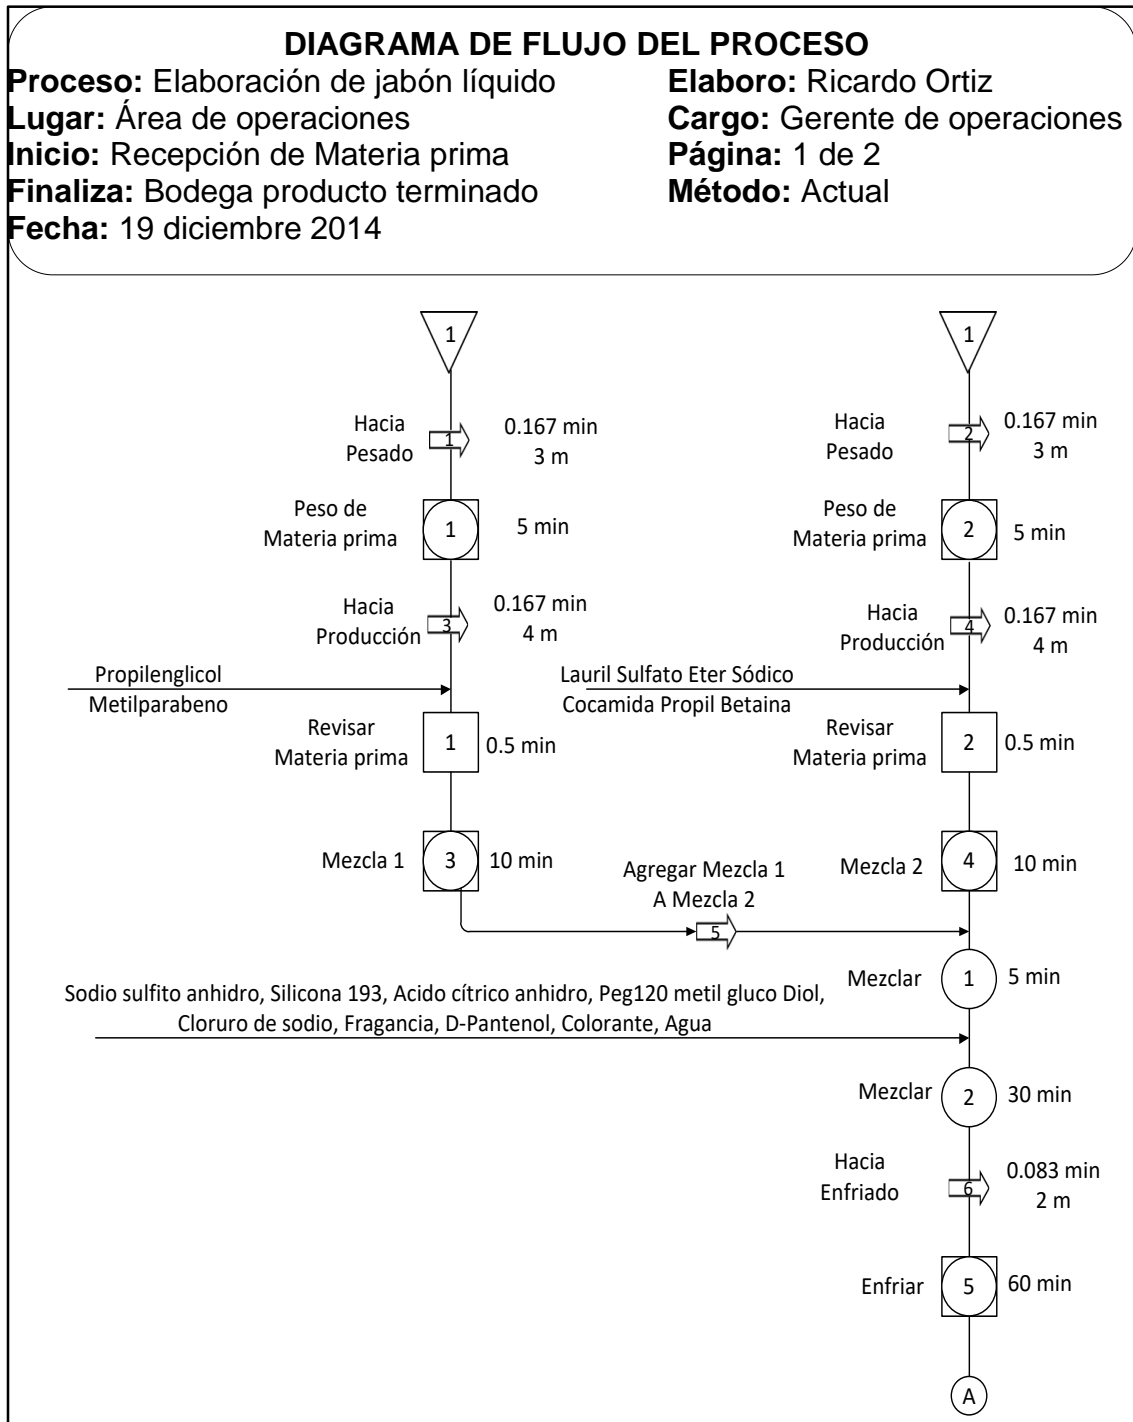 DIAGRAMA DE FLUJO DEL PROCESO
Proceso: Elaboración de jabón líquido
Elaboro: Ricardo Ortiz
Lugar: Área de operaciones
Cargo: Gerente de operaciones
Inicio: Recepción de Materia prima
Página: 1 de 2
Finaliza: Bodega producto terminado
Método: Actual
Fecha: 19 diciembre 2014
1
1
Hacia
Pesado
1
0.167 min
3 m
Hacia
Pesado
2
0.167 min
3 m
Peso de
Materia prima
1
5 min
Peso de
Materia prima
2
5 min
Hacia
Producción
3
0.167 min
4 m
Hacia
Producción
4
0.167 min
4 m
Propilenglicol
Metilparabeno
Lauril Sulfato Eter Sódico
Cocamida Propil Betaina
Revisar
Materia prima
1
0.5 min
Revisar
Materia prima
2
0.5 min
Mezcla 1
3
10 min
Mezcla 2
4
10 min
Agregar Mezcla 1
A Mezcla 2
5
Mezclar
1
5 min
Sodio sulfito anhidro, Silicona 193, Acido cítrico anhidro, Peg120 metil gluco Diol,
Cloruro de sodio, Fragancia, D-Pantenol, Colorante, Agua
Mezclar
2
30 min
Hacia
Enfriado
6
0.083 min
2 m
Enfriar
5
60 min
A